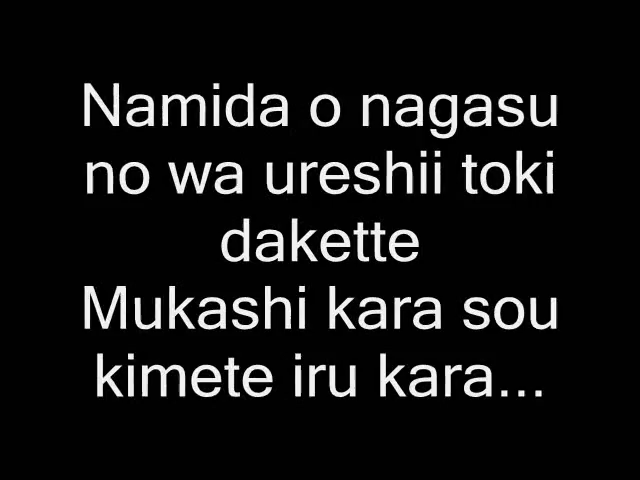 Namida o nagasu
no wa ureshii toki
dakette
Mukashi kara sou
kimete iru kara...